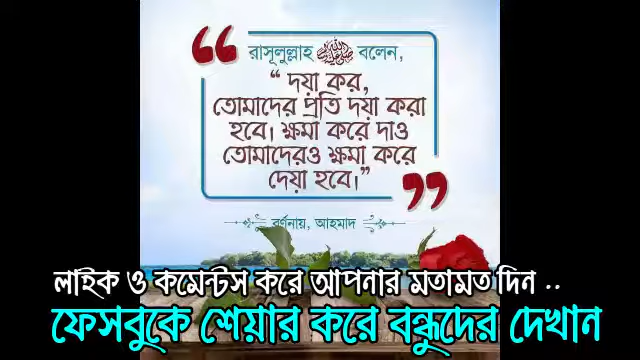 রাসূলুল্লাহ ﷺ বলেন,
“ দয়া কর,
তোমাদের প্রতি দয়া করা
হবে। ক্ষমা করে দাও
তোমাদেরও ক্ষমা করে
দেয়া হবে।”
বর্ণনায়, আহমাদ
লাইক ও কমেন্টস করে আপনার মতামত দিন ..
ফেসবুকে শেয়ার করে বন্ধুদের দেখান